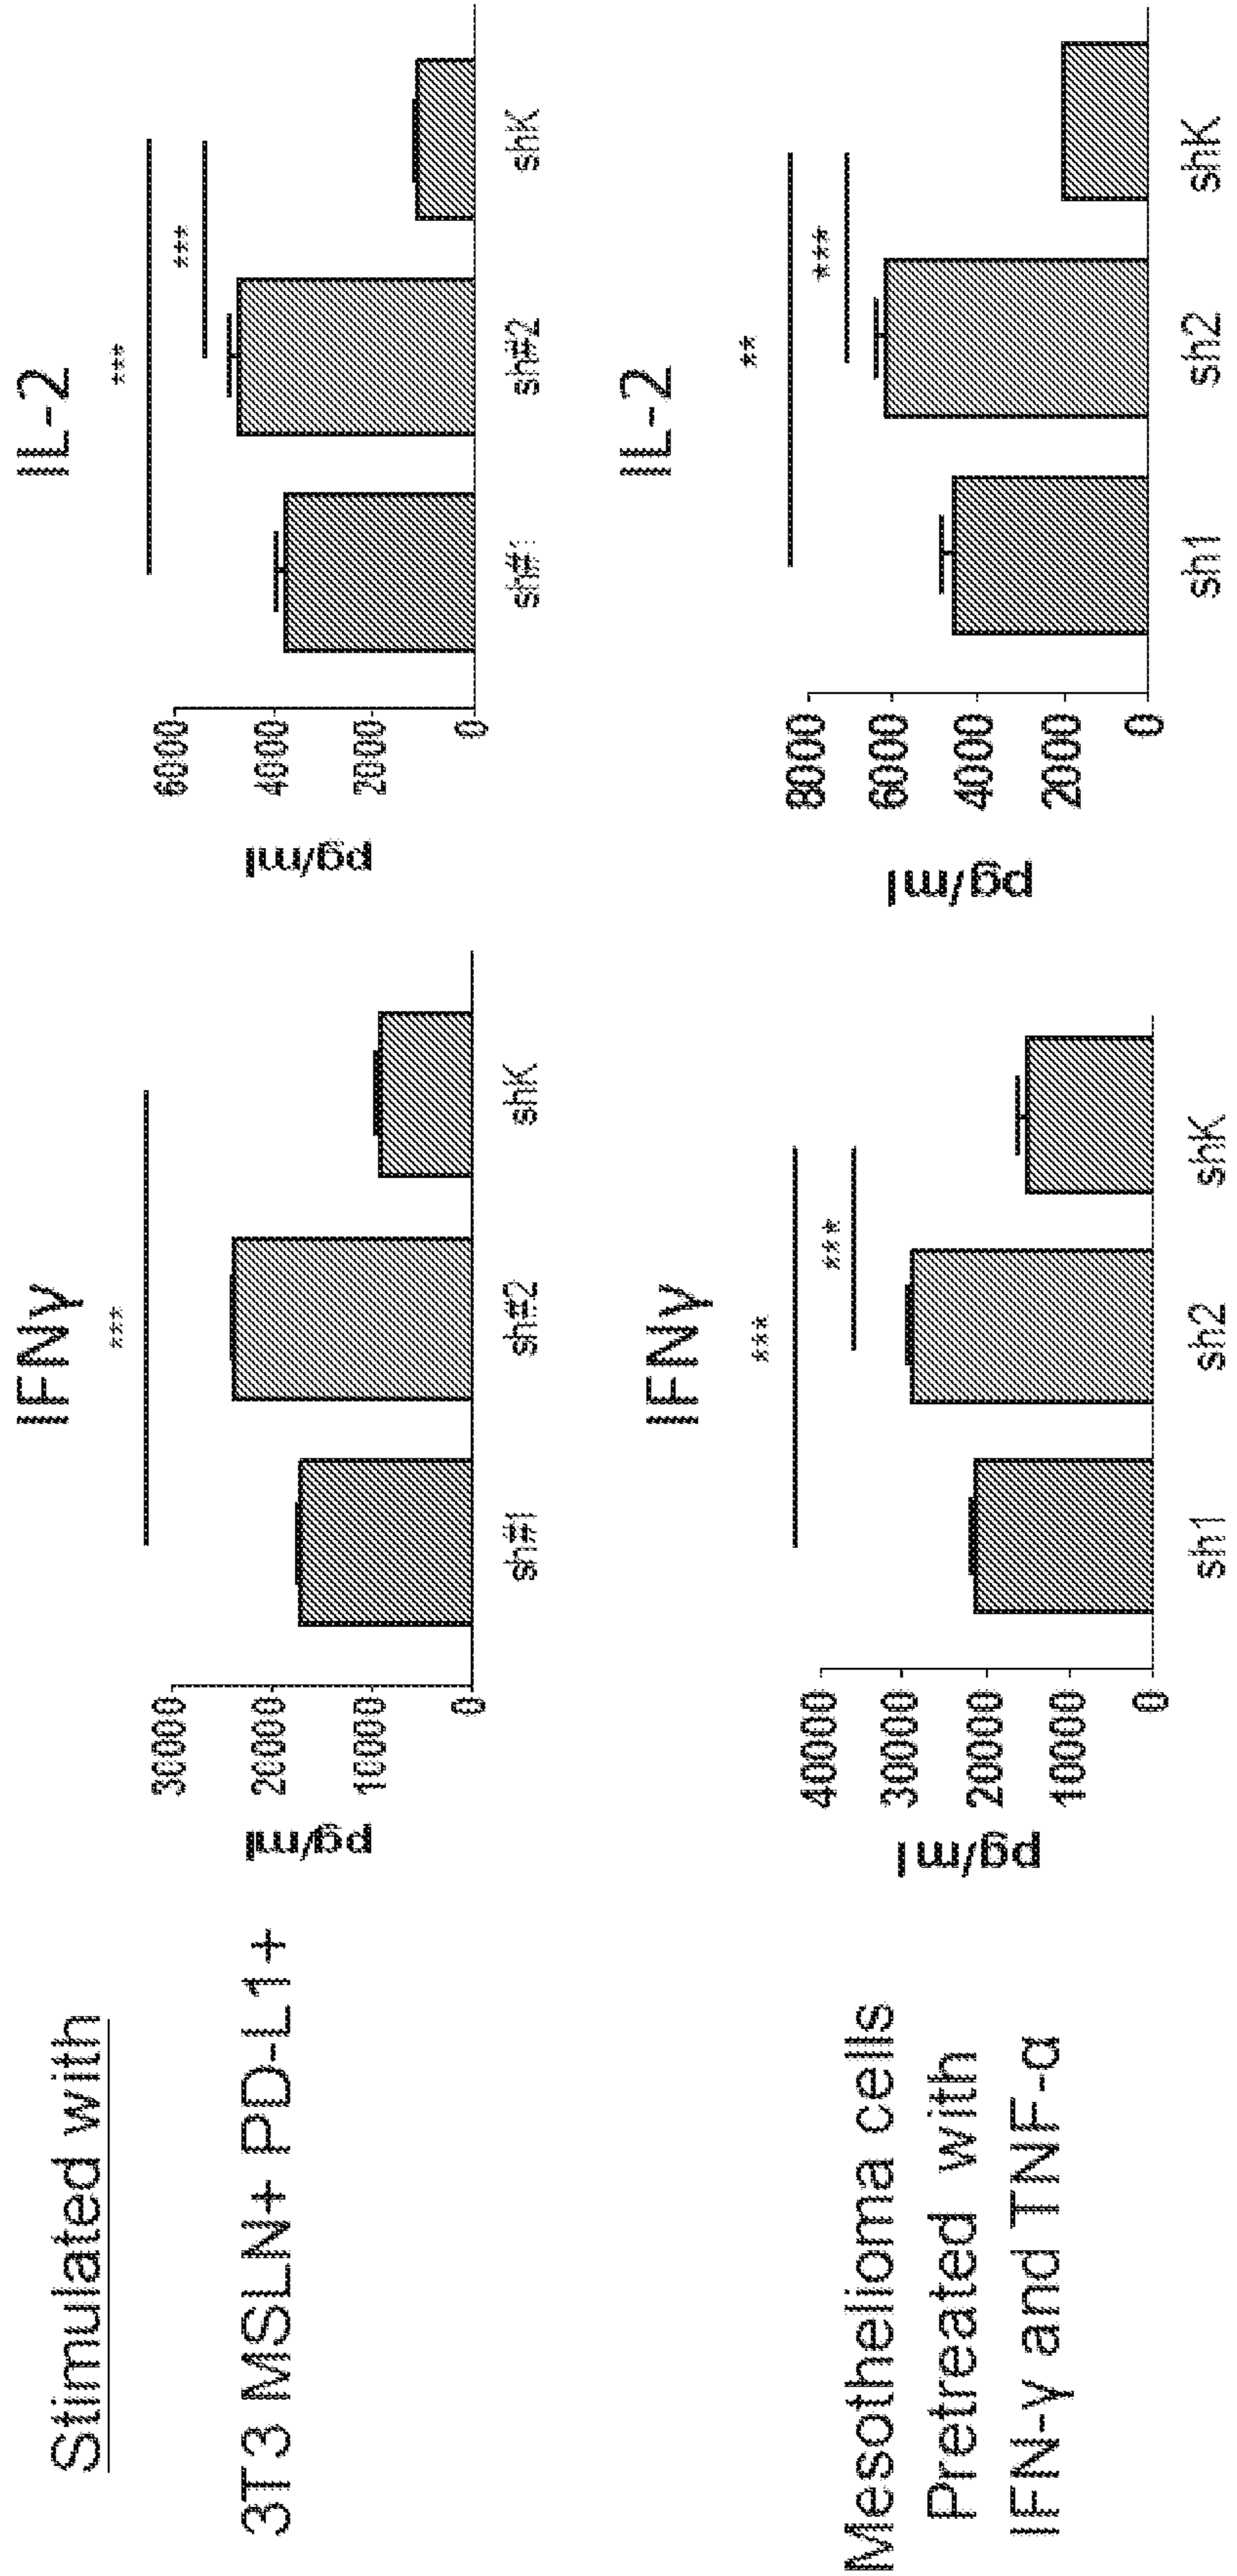 Stimulated with
3T3 MSLN+ PD-L1+
IFNγ
***
pg/ml
30000
20000
10000
0
sh#1
sh#2
shK
IL-2
***
***
pg/ml
6000
4000
2000
0
sh#1
sh#2
shK
Mesothelioma cells
Pretreated with
IFN-γ and TNF-α
IFNγ
***
***
pg/ml
40000
30000
20000
10000
0
sh1
sh2
shK
IL-2
**
***
pg/ml
8000
6000
4000
2000
0
sh1
sh2
shK